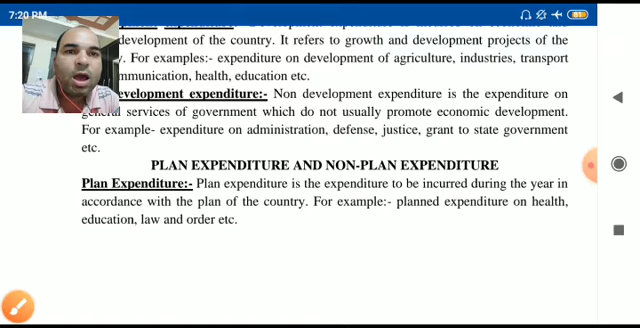 7:20 PM
81
development of the country. It refers to growth and development projects of the
For examples:- expenditure on development of agriculture, industries, transport
mmunication, health, education etc.
evelopment expenditure:- Non development expenditure is the expenditure on
general services of government which do not usually promote economic development.
For example- expenditure on administration, defense, justice, grant to state government
etc.
PLAN EXPENDITURE AND NON-PLAN EXPENDITURE
Plan Expenditure:- Plan expenditure is the expenditure to be incurred during the year in
accordance with the plan of the country. For example:- planned expenditure on health,
education, law and order etc.